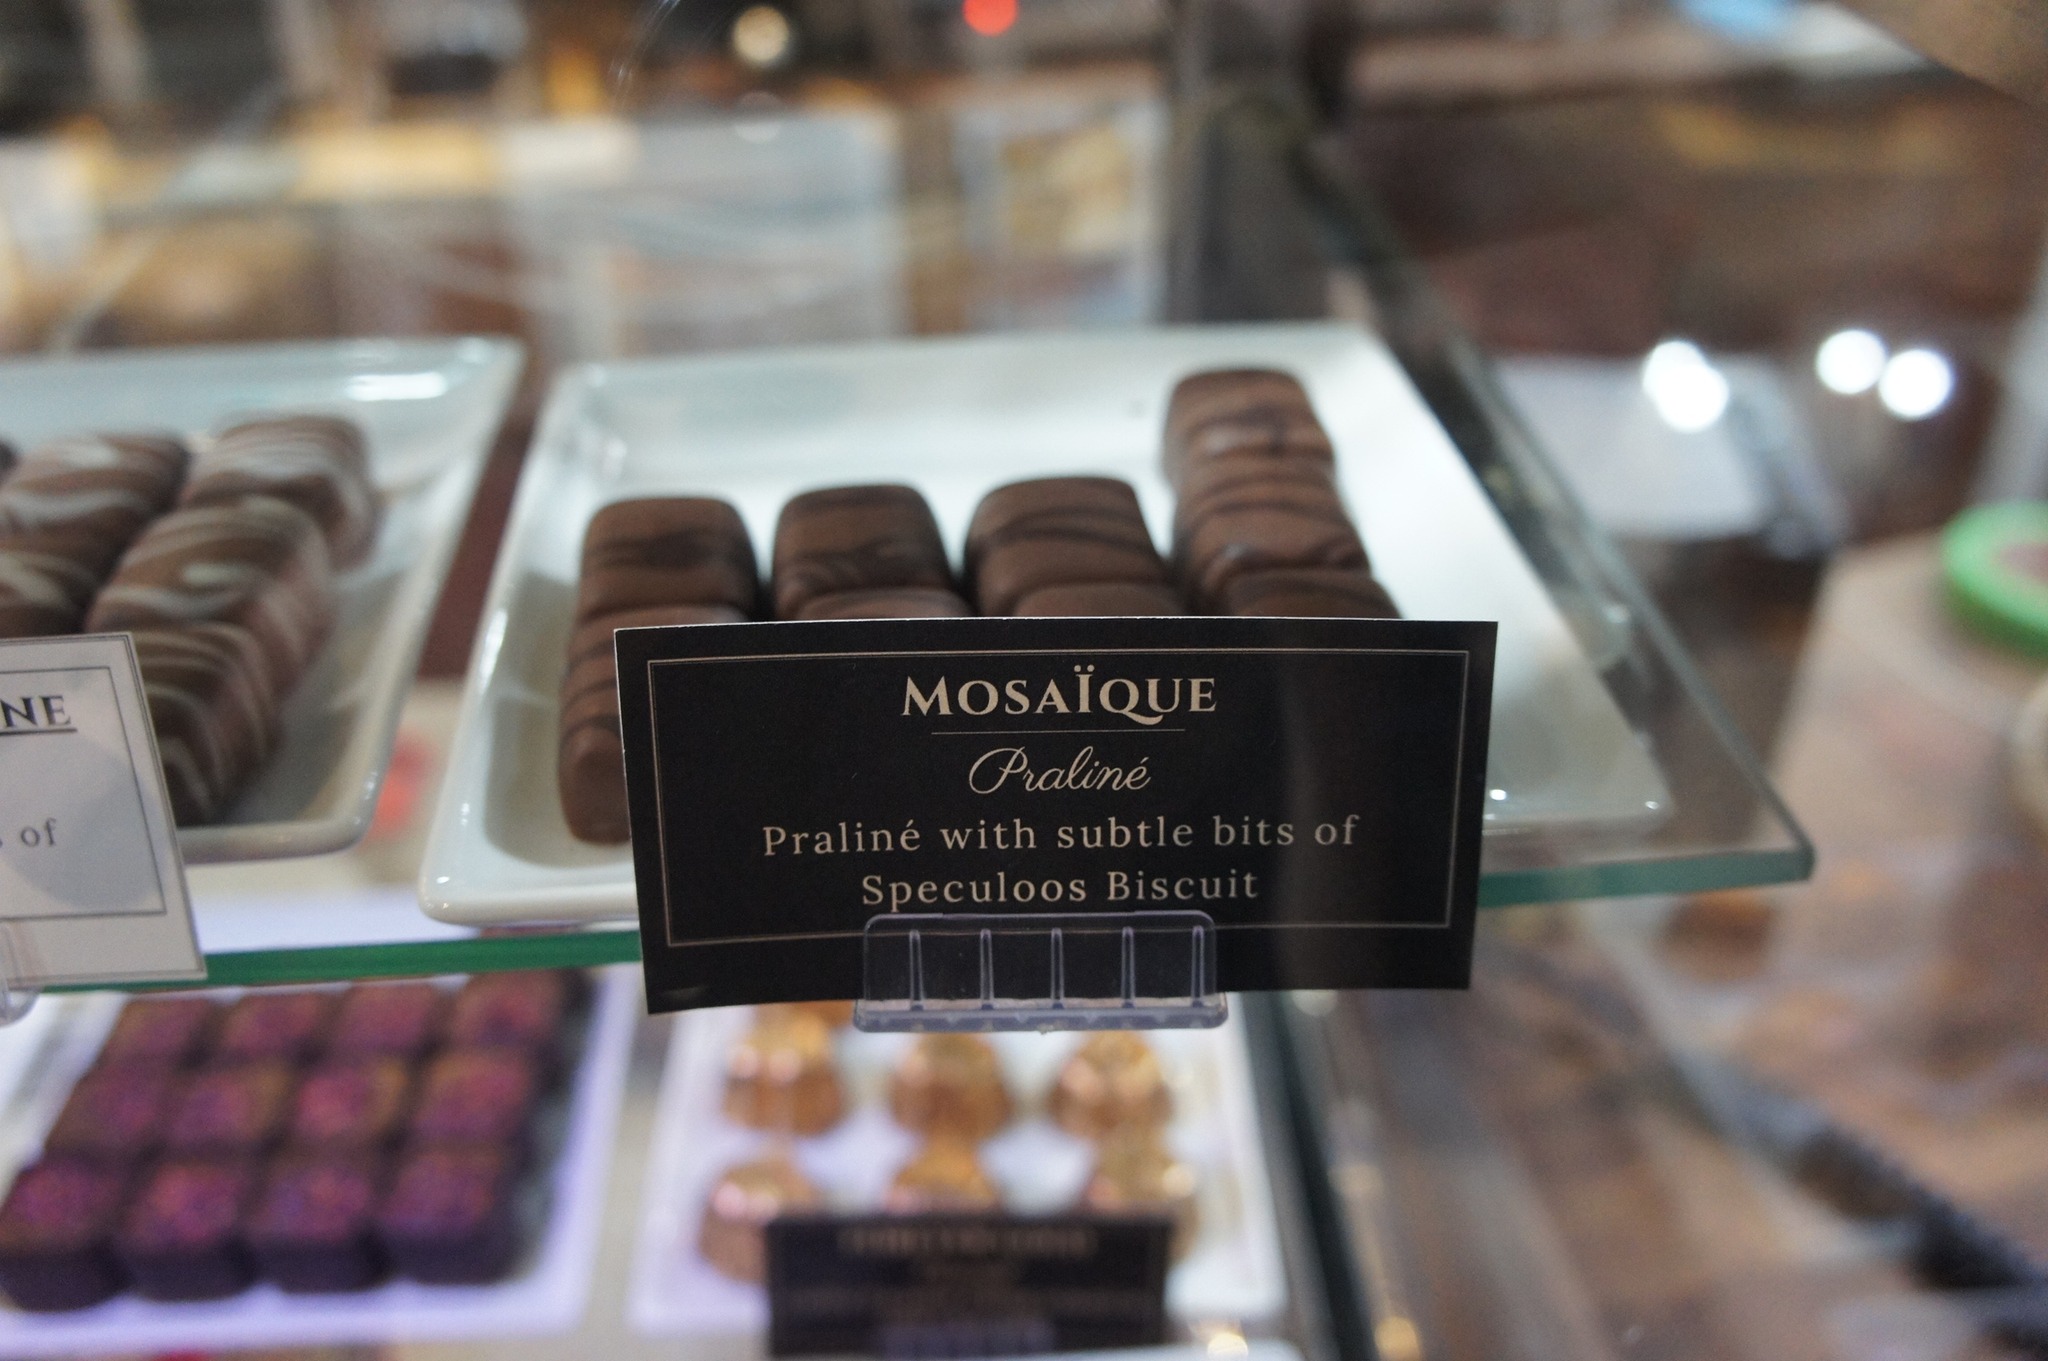 MOSAÏQUE
Praliné
Praliné with subtle bits of
Speculoos Biscuit
NE
of